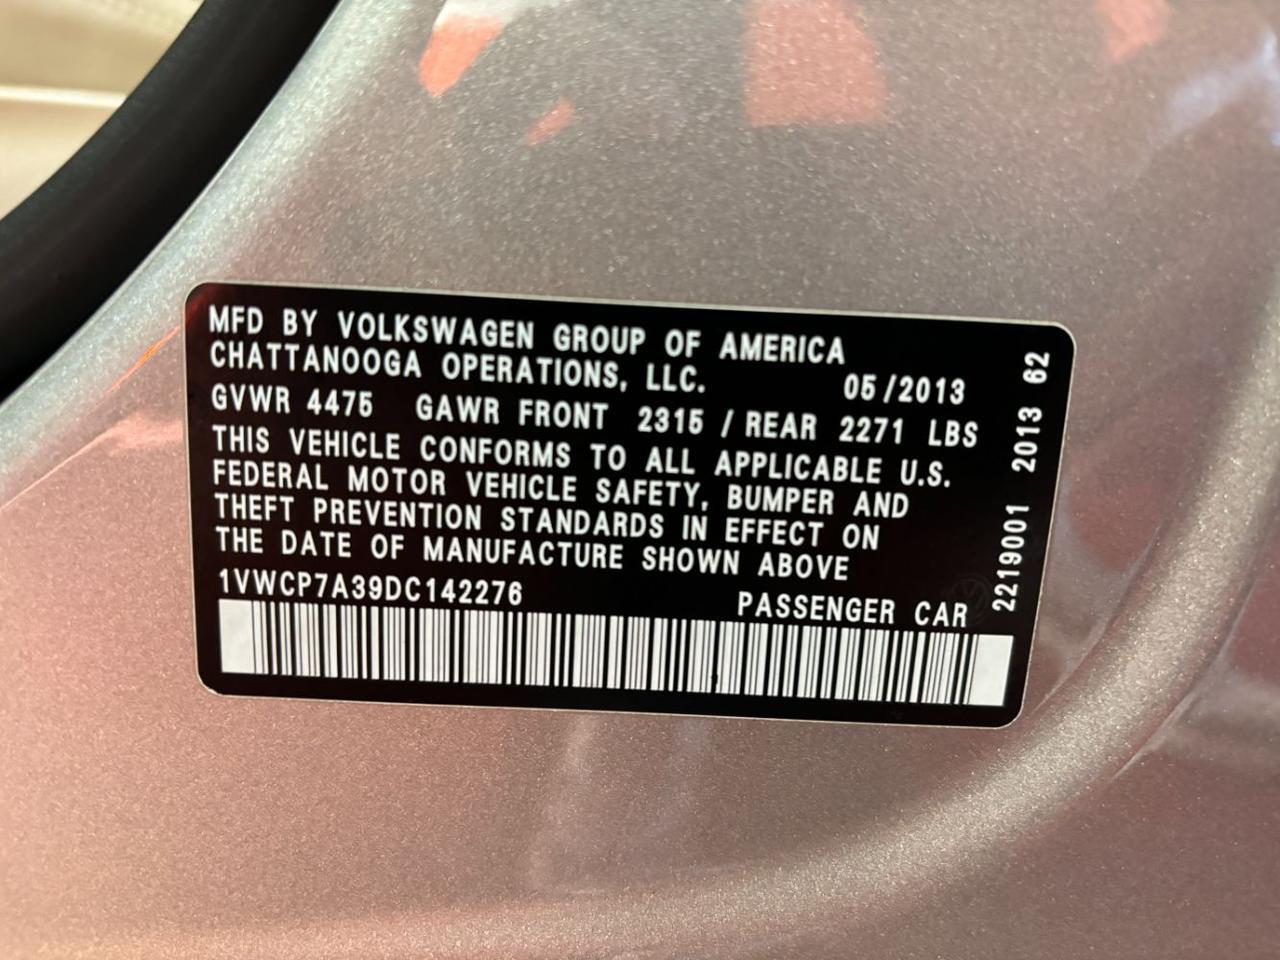 MFD BY VOLKSWAGEN GROUP OF AMERICA
CHATTANOOGA OPERATIONS, LLC. 05/2013
GVWR 4475 GAWR FRONT 2315 / REAR 2271 LBS
THIS VEHICLE CONFORMS TO ALL APPLICABLE U.S.
FEDERAL MOTOR VEHICLE SAFETY, BUMPER AND
THEFT PREVENTION STANDARDS IN EFFECT ON
THE DATE OF MANUFACTURE SHOWN ABOVE
1VWCP7A39DC142276 PASSENGER CAR
2219001 2013 62